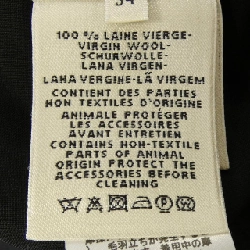 34
100 % LAINE VIERGE-
VIRGIN WOOL-
SCHURWOLLE-
LANA VIRGEN-
LANA VERGINE-LÃ VIRGEM
CONTIENT DES PARTIES
NON TEXTILES D'ORIGINE
ANIMALE PROTÉGER
LES ACCESSOIRES
AVANT ENTRETIEN
CONTAINS NON-TEXTILE
PARTS OF ANIMAL
ORIGIN PROTECT THE
ACCESSORIES BEFORE
CLEANING